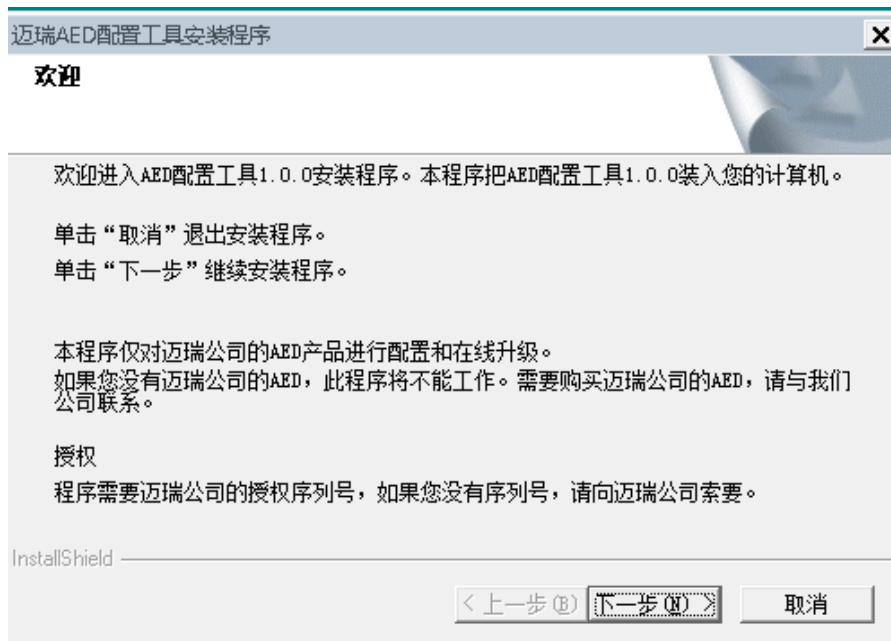 迈瑞AED配置工具安装程序
欢迎
欢迎进入AED配置工具1.0.0安装程序。本程序把AED配置工具1.0.0装入您的计算机。
单击“取消”退出安装程序。
单击“下一步”继续安装程序。
本程序仅对迈瑞公司的AED产品进行配置和在线升级。
如果您没有迈瑞公司的AED，此程序将不能工作。需要购买迈瑞公司的AED，请与我们
公司联系。
授权
程序需要迈瑞公司的授权序列号，如果您没有序列号，请向迈瑞公司索要。
InstallShield
< 上一步(B) 下一步(N) > 取消